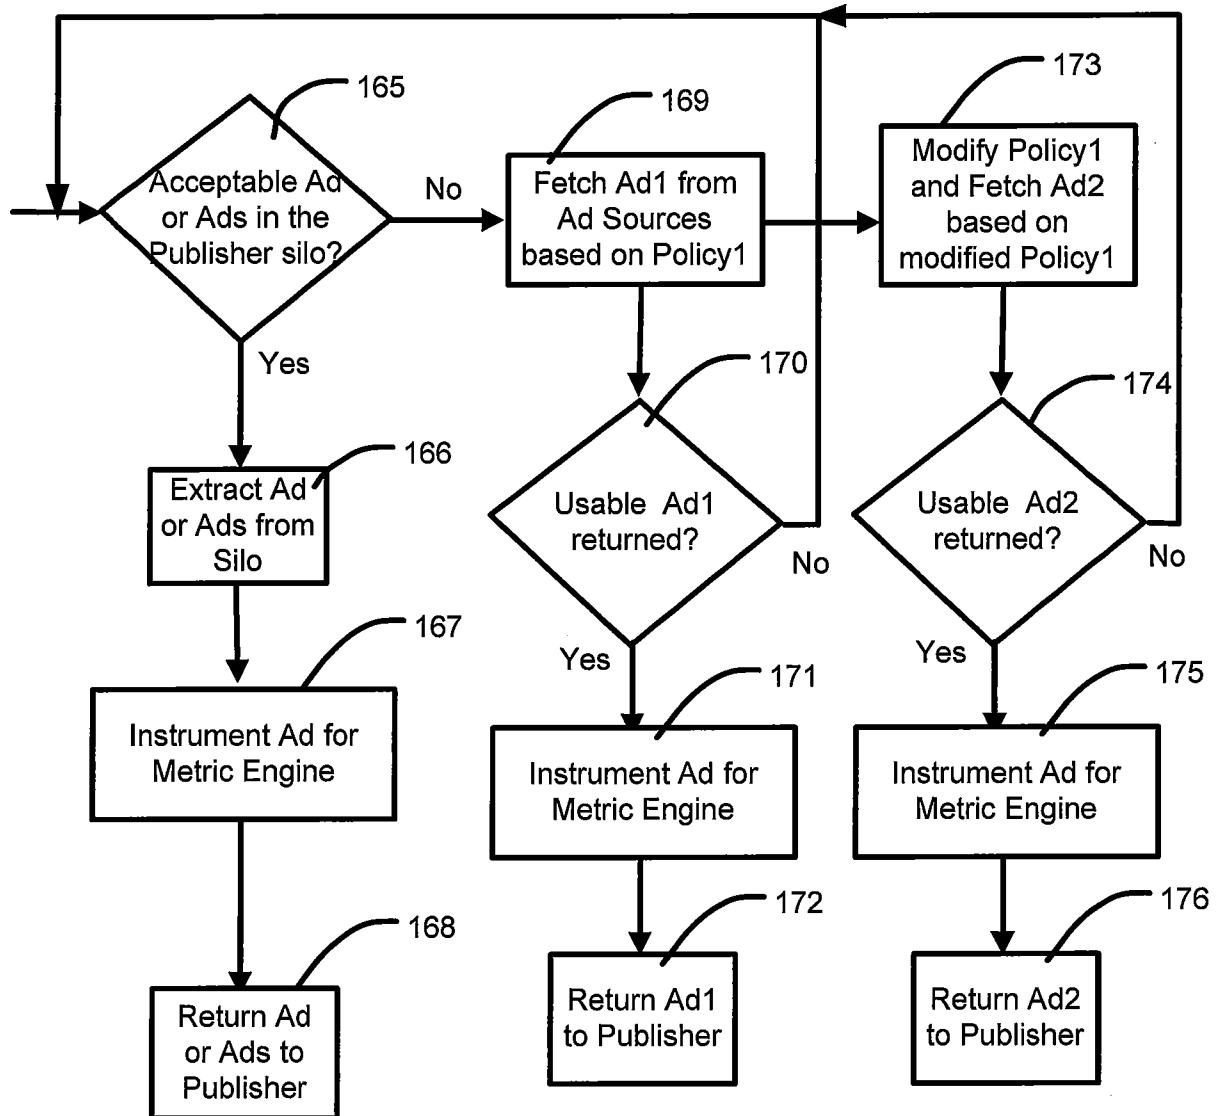 165
Acceptable Ad
or Ads in the
Publisher silo?
No
Yes
166
Extract Ad
or Ads from
Silo
167
Instrument Ad for
Metric Engine
168
Return Ad
or Ads to
Publisher
169
Fetch Ad1 from
Ad Sources
based on Policy1
170
Usable Ad1
returned?
No
Yes
171
Instrument Ad for
Metric Engine
172
Return Ad1
to Publisher
173
Modify Policy1
and Fetch Ad2
based on
modified Policy1
174
Usable Ad2
returned?
No
Yes
175
Instrument Ad for
Metric Engine
176
Return Ad2
to Publisher